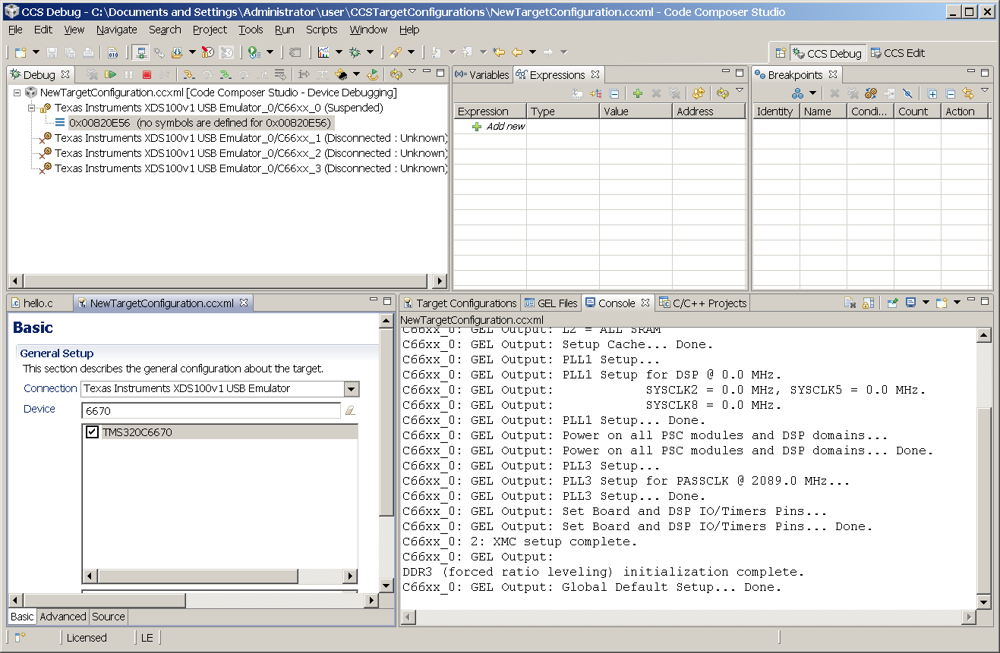 CCS Debug - C:\Documents and Settings\Administrator\user\CCSTargetConfigurations\NewTargetConfiguration.ccxml - Code Composer Studio
File Edit View Navigate Search Project Tools Run Scripts Window Help
CCS Debug CCS Edit
Debug
NewTargetConfiguration.ccxml [Code Composer Studio - Device Debugging]
Texas Instruments XDS100v1 USB Emulator_0/C66xx_0 (Suspended)
0x00820E56 (no symbols are defined for 0x00820E56)
Texas Instruments XDS100v1 USB Emulator_0/C66xx_1 (Disconnected : Unknown)
Texas Instruments XDS100v1 USB Emulator_0/C66xx_2 (Disconnected : Unknown)
Texas Instruments XDS100v1 USB Emulator_0/C66xx_3 (Disconnected : Unknown)
Variables Expressions
Expression Type Value Address
Add new
Breakpoints
Identity Name Condi... Count Action
hello.c NewTargetConfiguration.ccxml
Basic
General Setup
This section describes the general configuration about the target.
Connection Texas Instruments XDS100v1 USB Emulator
Device 6670
TMS320C6670
Basic Advanced Source
Target Configurations GEL Files Console C/C++ Projects
NewTargetConfiguration.ccxml
C66xx_0: GEL Output: L2 = ALL SRAM
C66xx_0: GEL Output: Setup Cache... Done.
C66xx_0: GEL Output: PLL1 Setup...
C66xx_0: GEL Output: PLL1 Setup for DSP @ 0.0 MHz.
C66xx_0: GEL Output: SYSCLK2 = 0.0 MHz, SYSCLK5 = 0.0 MHz.
C66xx_0: GEL Output: SYSCLK8 = 0.0 MHz.
C66xx_0: GEL Output: PLL1 Setup... Done.
C66xx_0: GEL Output: Power on all PSC modules and DSP domains...
C66xx_0: GEL Output: Power on all PSC modules and DSP domains... Done.
C66xx_0: GEL Output: PLL3 Setup...
C66xx_0: GEL Output: PLL3 Setup for PASSCLK @ 2089.0 MHz...
C66xx_0: GEL Output: PLL3 Setup... Done.
C66xx_0: GEL Output: Set Board and DSP IO/Timers Pins...
C66xx_0: GEL Output: Set Board and DSP IO/Timers Pins... Done.
C66xx_0: 2: XMC setup complete.
C66xx_0: GEL Output:
DDR3 (forced ratio leveling) initialization complete.
C66xx_0: GEL Output: Global Default Setup... Done.
Licensed LE